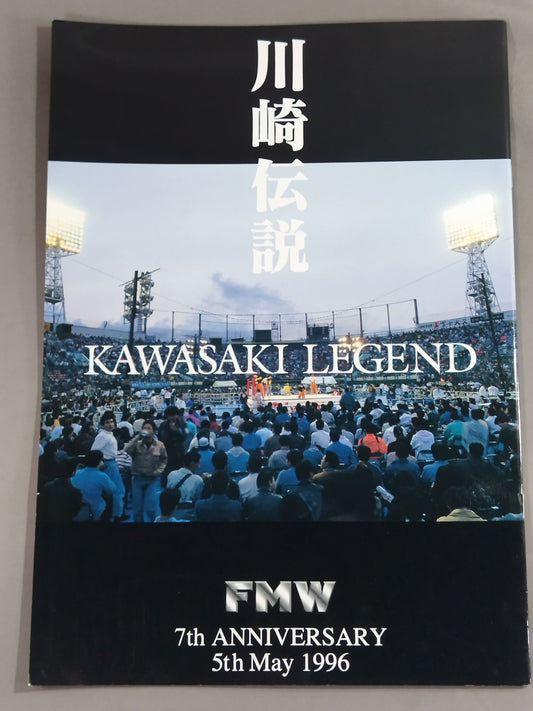 川崎伝説
KAWASAKI LEGEND
FMW
7th ANNIVERSARY
5th May 1996